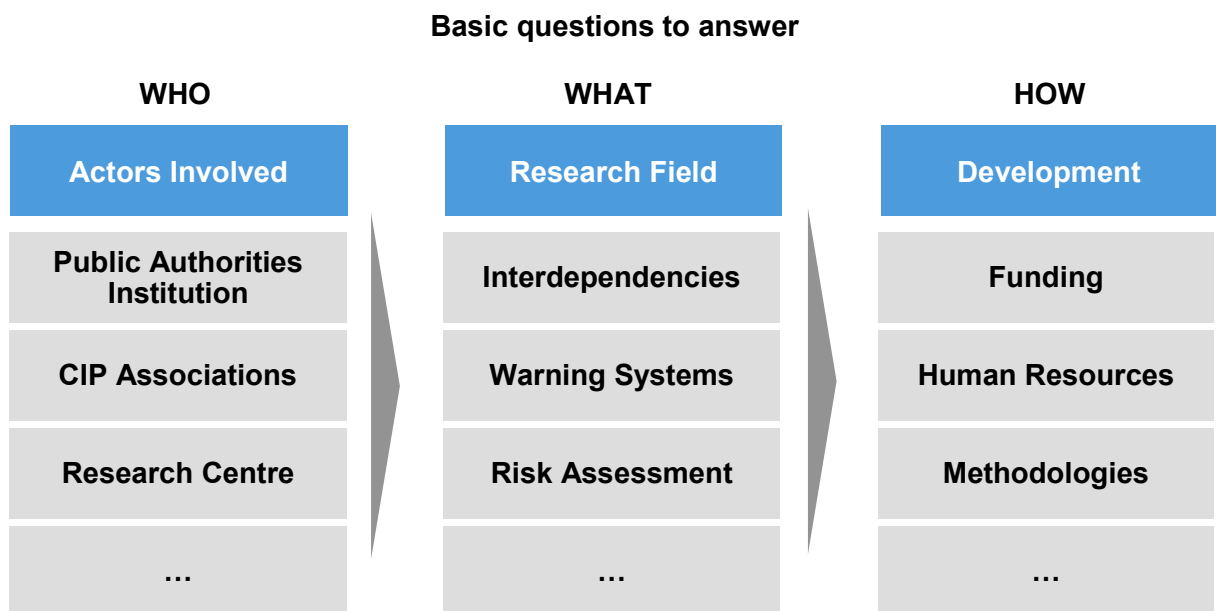 Basic questions to answer
WHO
Actors Involved
Public Authorities
Institution
CIP Associations
Research Centre
…
WHAT
Research Field
Interdependencies
Warning Systems
Risk Assessment
…
HOW
Development
Funding
Human Resources
Methodologies
…